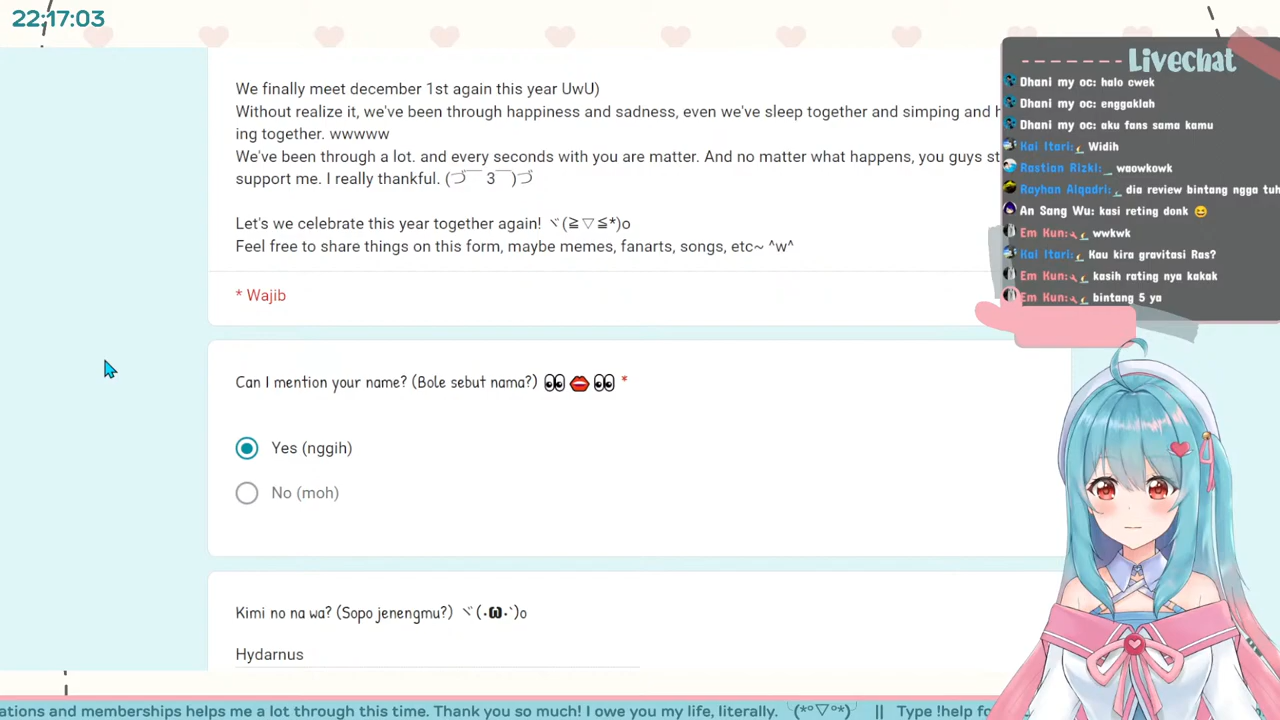 22:17:03
We finally meet december 1st again this year UwU)
Without realize it, we've been through happiness and sadness, even we've sleep together and simping and h
ing together. wwwww
We've been through a lot. and every seconds with you are matter. And no matter what happens, you guys st
support me. I really thankful. (づ￣ 3￣)づ
Let's we celebrate this year together again! ヾ(≧▽≦*)o
Feel free to share things on this form, maybe memes, fanarts, songs, etc~ ^w^
* Wajib
Can I mention your name? (Bole sebut nama?) 👀👄👀 *
Yes (nggih)
No (moh)
Kimi no na wa? (Sopo jenengmu?) ヾ(･ω･`)o
Hydarnus
Livechat
Dhani my oc: halo cwek
Dhani my oc: enggaklah
Dhani my oc: aku fans sama kamu
Kai Itari: Widih
Rastian Rizki: waowkowk
Rayhan Alqadri: dia review bintang ngga tuh
An Sang Wu: kasi reting donk 😆
Em Kun: wwkwk
Kai Itari: Kau kira gravitasi Ras?
Em Kun: kasih rating nya kakak
Em Kun: bintang 5 ya
ations and memberships helps me a lot through this time. Thank you so much! I owe you my life, literally. ╰(*°▽°*)╯ || Type !help fo